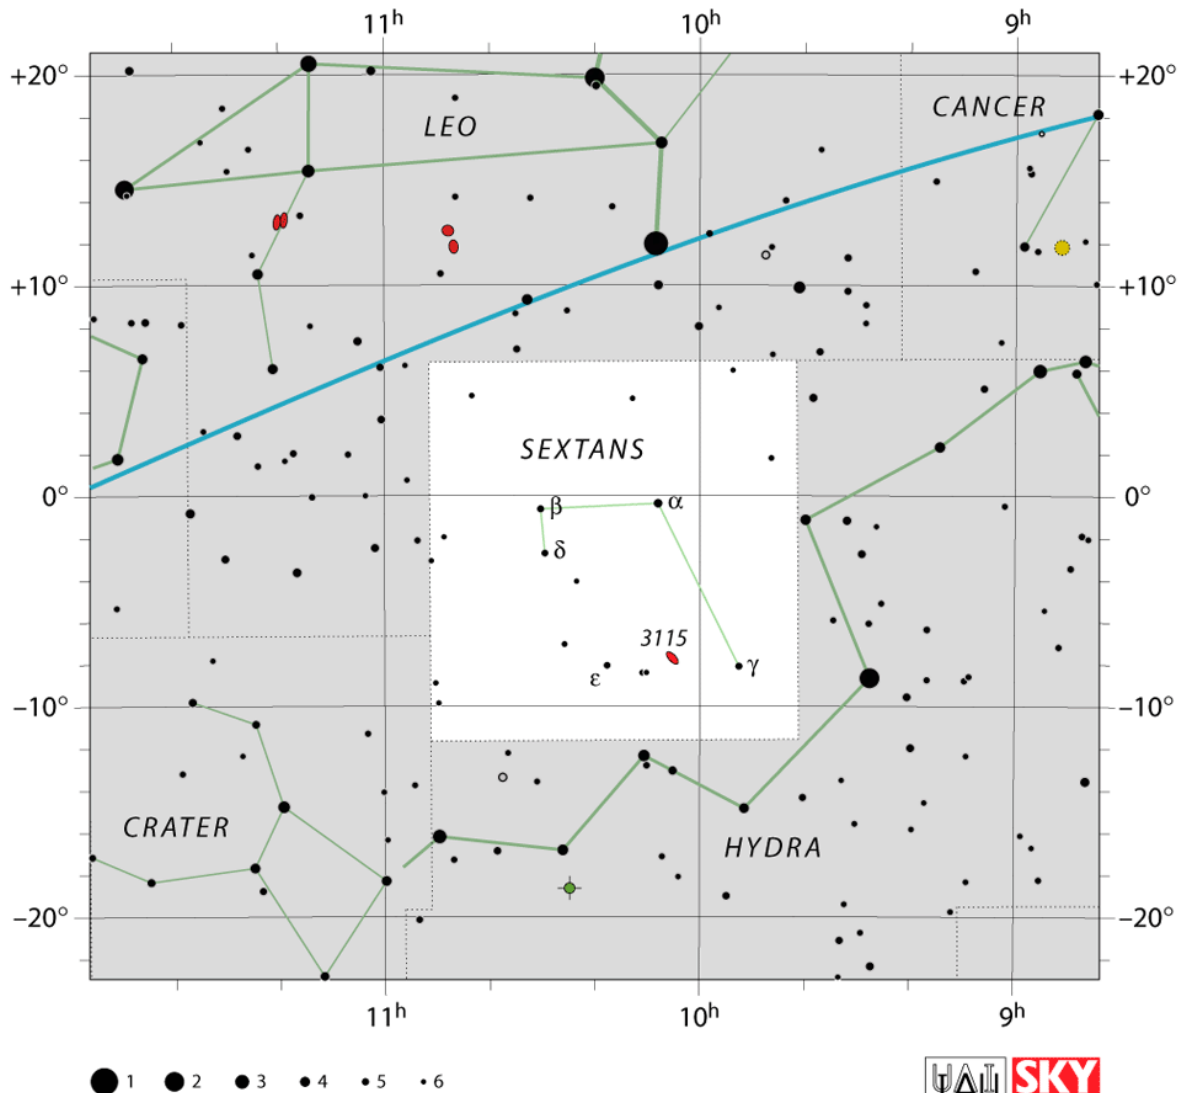 11h 10h 9h
+20° +20°
CANCER
LEO
+10° +10°
SEXTANS
0° β α 0°
δ
3115
ε γ
–10° –10°
CRATER HYDRA
–20° –20°
11h 10h 9h
1 2 3 4 5 6 IAU SKY